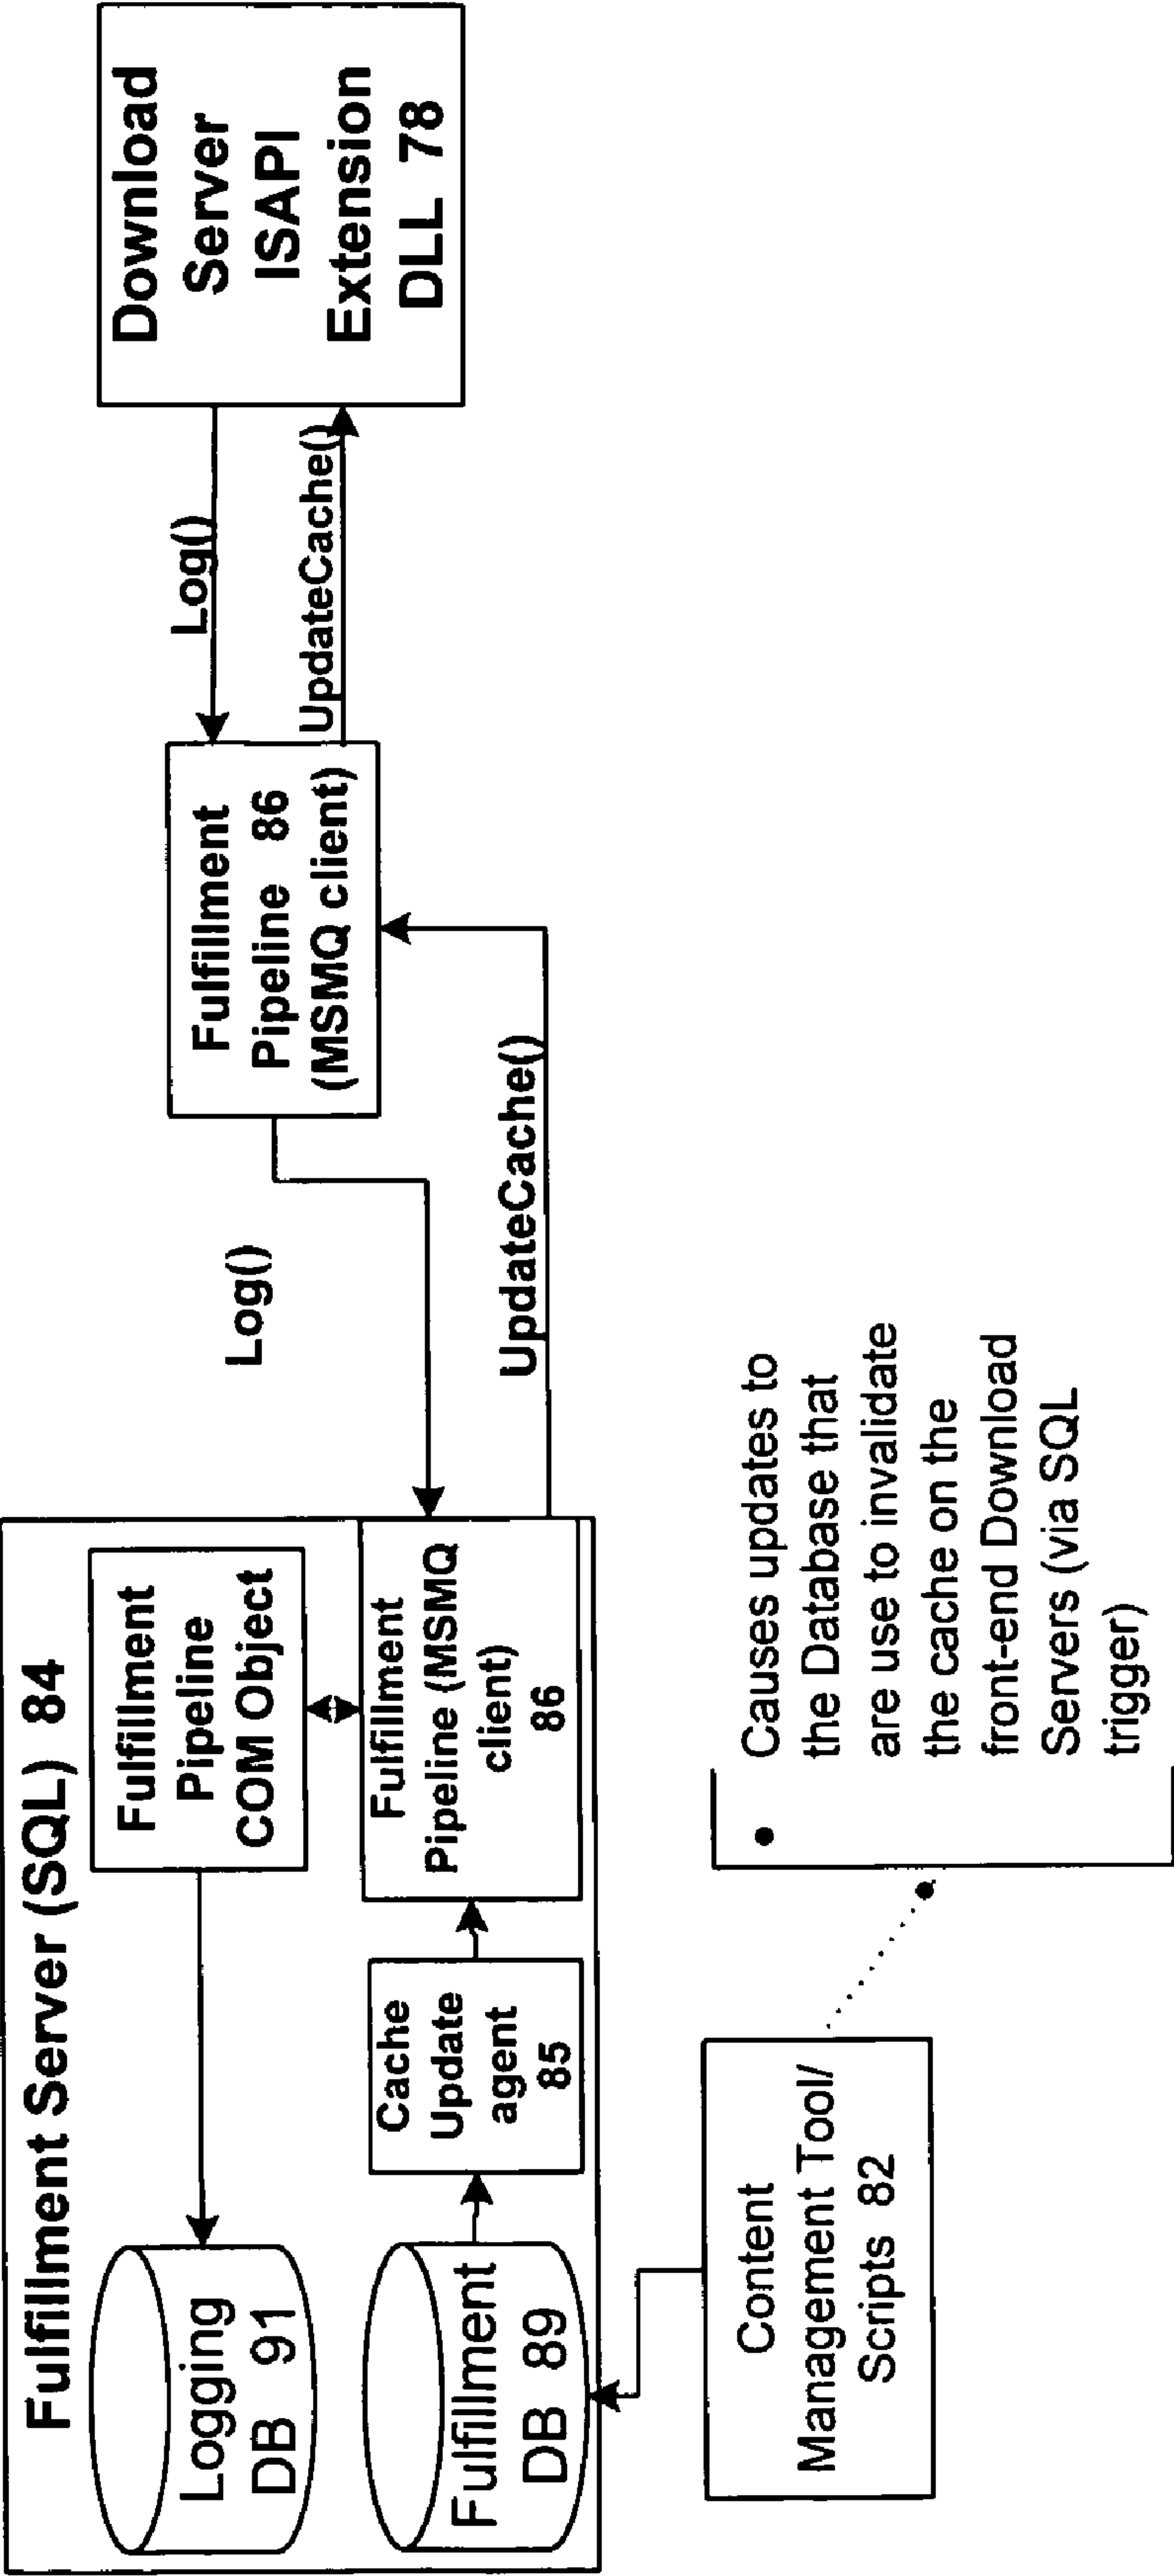 Fulfillment Server (SQL) 84
Logging
DB 91
Fulfillment
Pipeline
COM Object
Fulfillment
DB 89
Cache
Update
agent
85
Fulfillment
Pipeline (MSMQ
client)
86
Log()
UpdateCache()
Fulfillment
Pipeline 86
(MSMQ client)
Log()
UpdateCache()
Download
Server
ISAPI
Extension
DLL 78
Content
Management Tool/
Scripts 82
• Causes updates to
the Database that
are use to invalidate
the cache on the
front-end Download
Servers (via SQL
trigger)